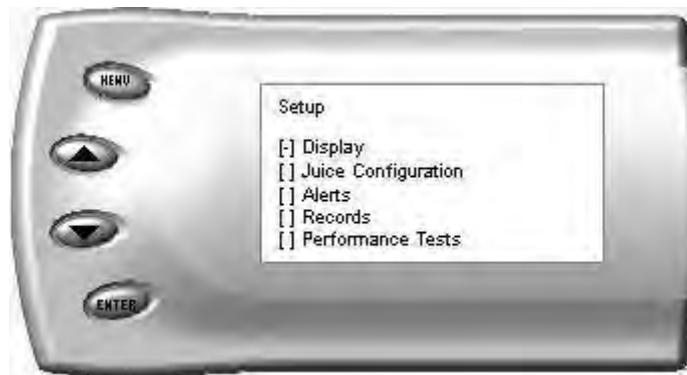 MENU
Setup
[-] Display
[ ] Juice Configuration
[ ] Alerts
[ ] Records
[ ] Performance Tests
ENTER